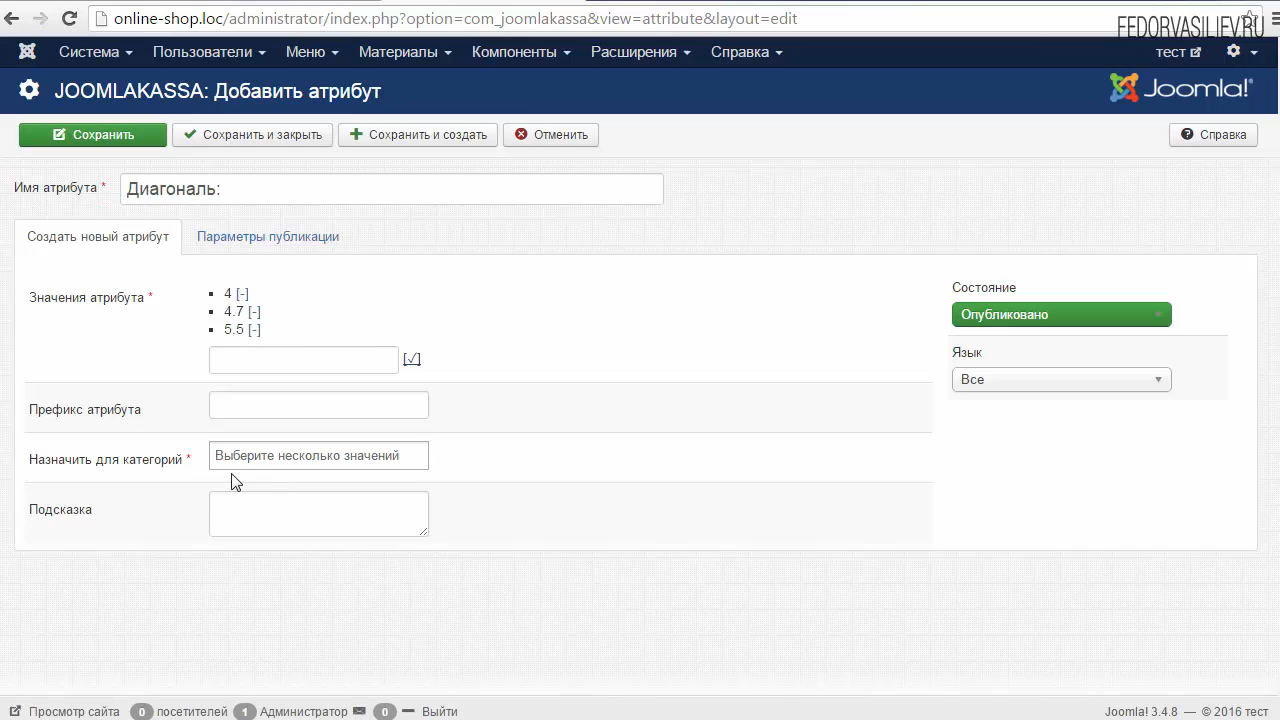 online-shop.loc/administrator/index.php?option=com_joomlakassa&view=attribute&layout=edit
FEDORVASILIEV.RU
Система Пользователи Меню Материалы Компоненты Расширения Справка тест
JOOMLAKASSA: Добавить атрибут Joomla!®
Сохранить Сохранить и закрыть Сохранить и создать Отменить Справка
Имя атрибута * Диагональ:
Создать новый атрибут Параметры публикации
Значения атрибута *
4 [-]
4.7 [-]
5.5 [-]
[√]
Префикс атрибута
Назначить для категорий * Выберите несколько значений
Подсказка
Состояние
Опубликовано
Язык
Все
Просмотр сайта 0 посетителей 1 Администратор 0 Выйти Joomla! 3.4.8 — © 2016 тест